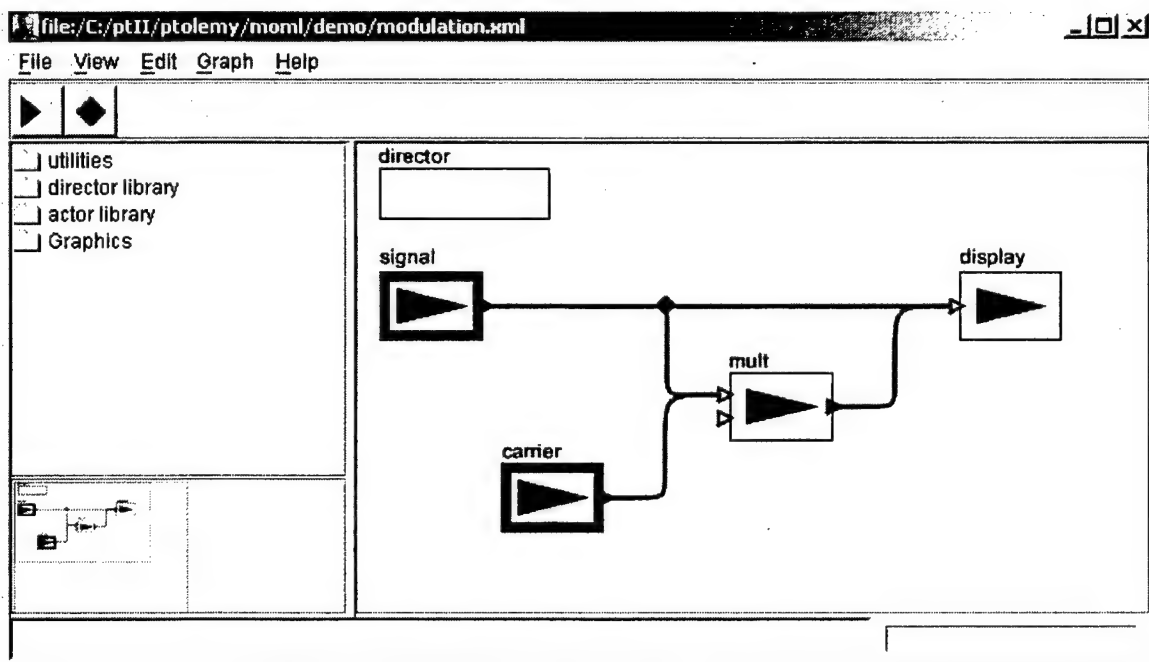 file:/C:/ptII/ptolemy/moml/demo/modulation.xml
File View Edit Graph Help
utilities
director library
actor library
Graphics
director
signal
display
mult
carrier